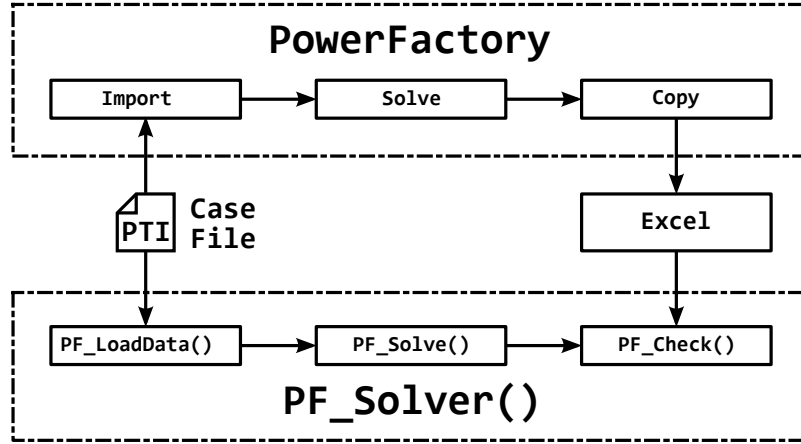 PowerFactory
Import
Solve
Copy
PTI
Case
File
Excel
PF_LoadData()
PF_Solve()
PF_Check()
PF_Solver()